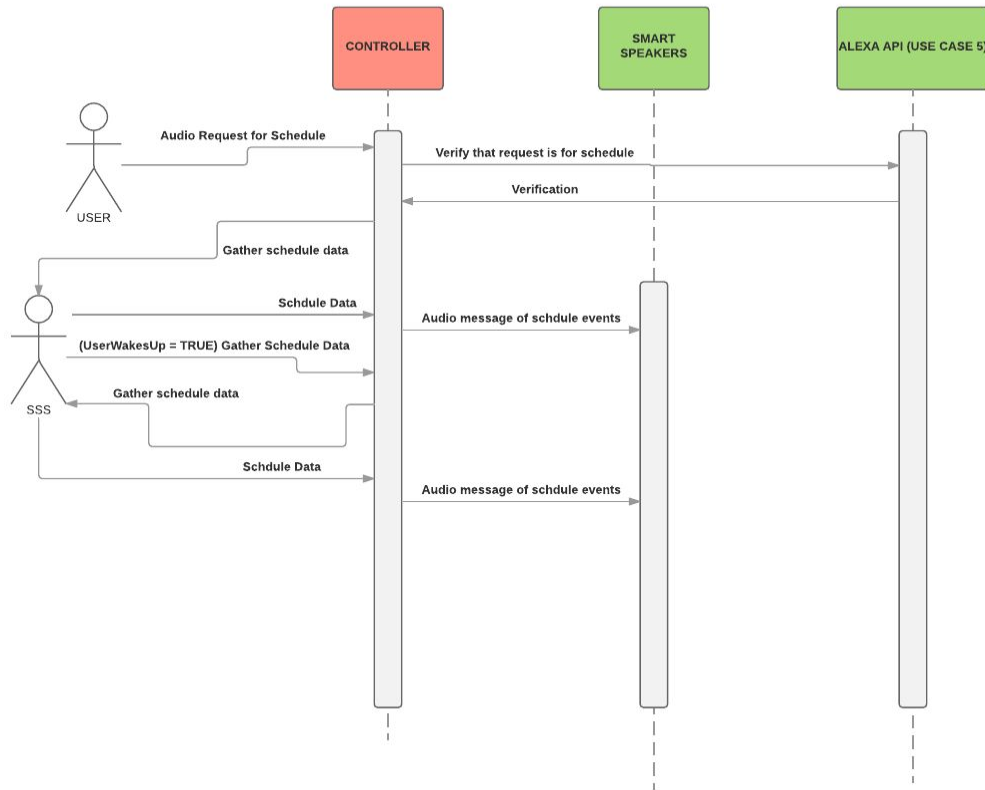 CONTROLLER
SMART
SPEAKERS
ALEXA API (USE CASE 5)
Audio Request for Schedule
Verify that request is for schedule
Verification
USER
Gather schedule data
Schdule Data
Audio message of schdule events
(UserWakesUp = TRUE) Gather Schedule Data
Gather schedule data
SSS
Schdule Data
Audio message of schdule events